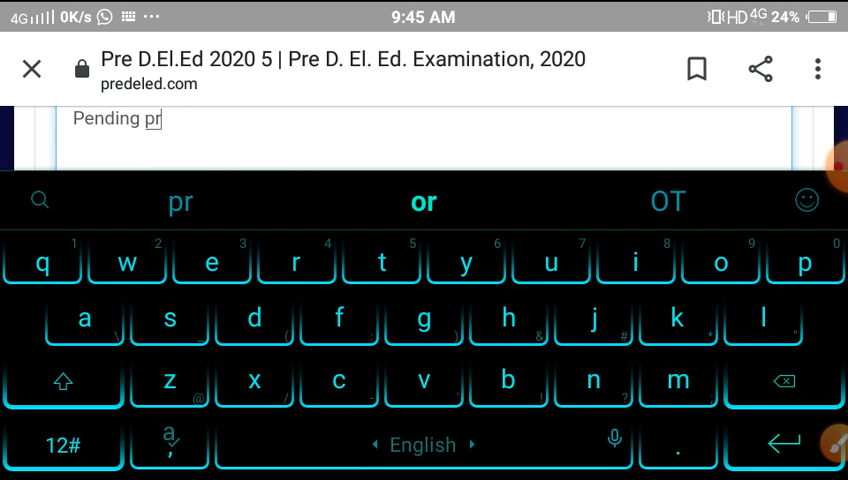 4G 0K/s 9:45 AM HD 4G 24%
Pre D.El.Ed 2020 5 | Pre D. El. Ed. Examination, 2020
predeled.com
Pending pr
pr or OT
q 1 w 2 e 3 r 4 t 5 y 6 u 7 i 8 o 9 p 0
a \ s _ d ( f : g ) h & j # k * l "
z @ x / c - v ' b ! n ? m ;
12# a , English .